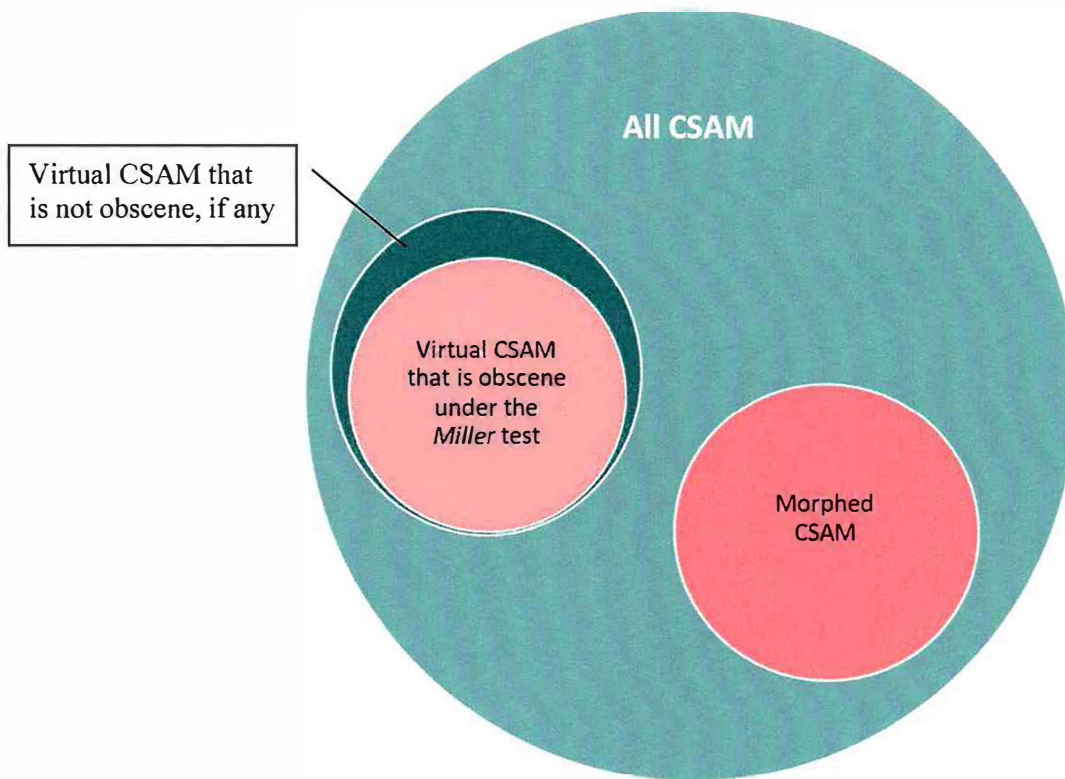 All CSAM
Virtual CSAM that
is not obscene, if any
Virtual CSAM
that is obscene
under the
Miller test
Morphed
CSAM